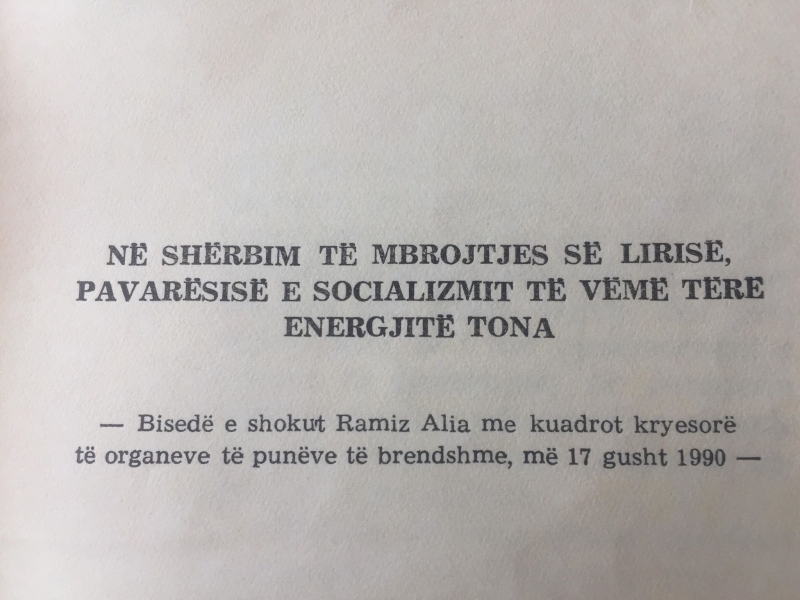 NË SHËRBIM TË MBROJTJES SË LIRISË,
PAVARËSISË E SOCIALIZMIT TË VËMË TËRË
ENERGJITË TONA
— Bisedë e shokut Ramiz Alia me kuadrot kryesorë
të organeve të punëve të brendshme, më 17 gusht 1990 —